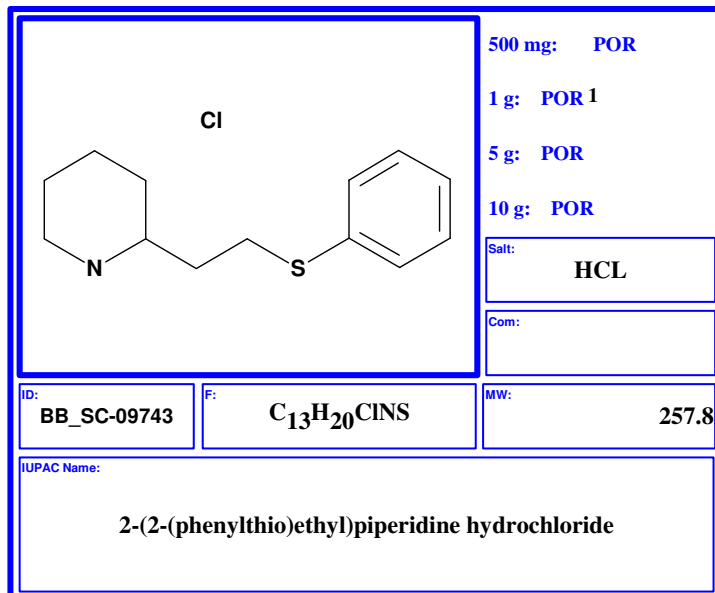 500 mg: POR
1 g: POR 1
5 g: POR
10 g: POR
Cl
N
S
Salt:
HCL
Com:
ID:
BB_SC-09743
F:
C13H20ClNS
MW:
257.8
IUPAC Name:
2-(2-(phenylthio)ethyl)piperidine hydrochloride